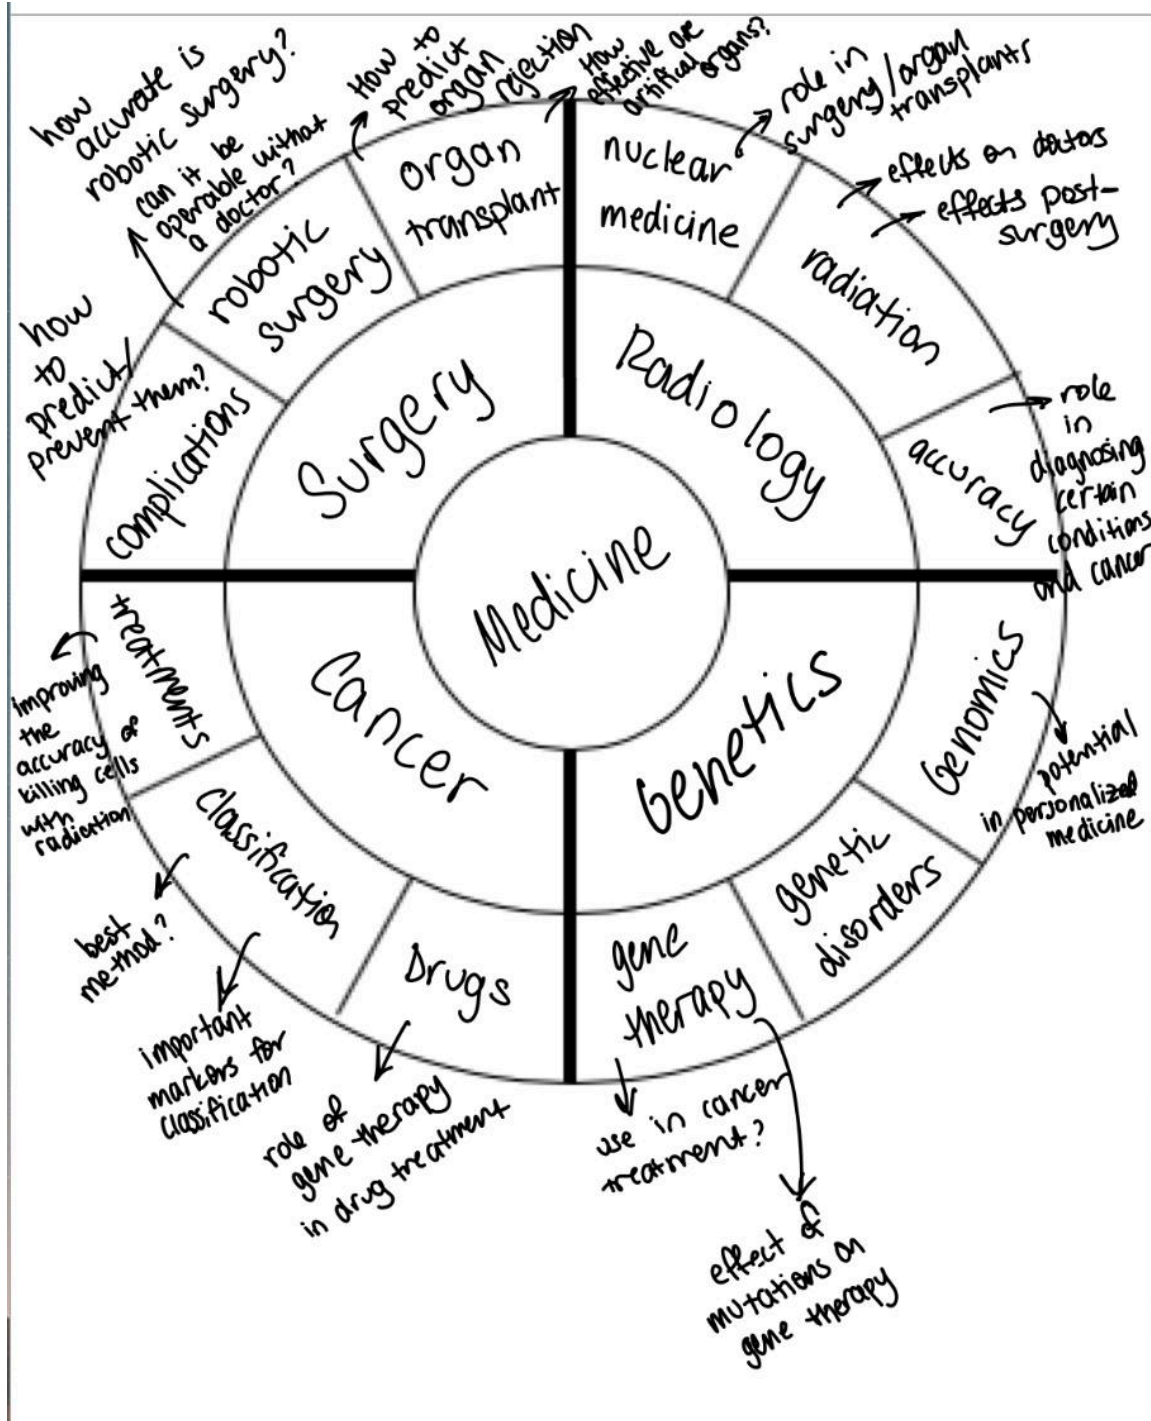 how
accurate is
robotic surgery?
can it be
operable without
a doctor?
How to
predict
organ
rejection
How
effective are
artifical
organs?
role in
surgery/organ
transplants
effects on doctors
effects post-
surgery
organ
transplant
nuclear
medicine
robotic
surgery
radiation
how
to
predict/
prevent them?
complications
Surgery
Radiology
accuracy
role
in
diagnosing
certain
conditions
and cancer
Medicine
treatments
improving
the
accuracy of
killing cells
with
radiation
Cancer
Genetics
Genomics
potential
in personalized
medicine
classification
best
method?
important
markers for
classification
Drugs
role of
gene therapy
in drug treatment
gene
therapy
genetic
disorders
use in cancer
treatment?
effect of
mutations on
gene therapy